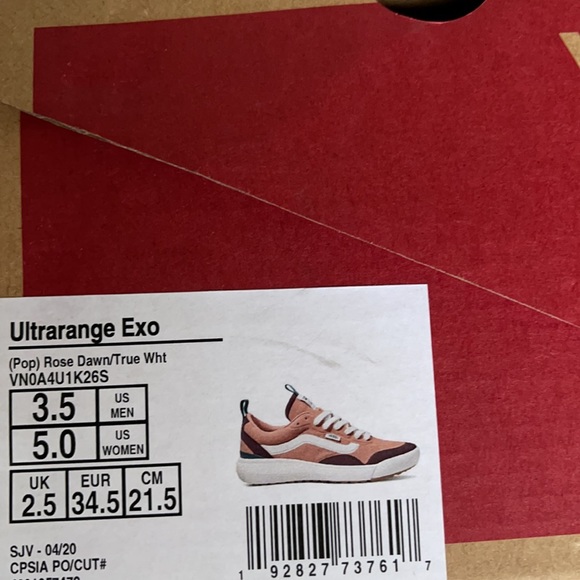 Ultrarange Exo
(Pop) Rose Dawn/True Wht
VN0A4U1K26S
3.5 US MEN
5.0 US WOMEN
UK EUR CM
2.5 34.5 21.5
SJV - 04/20
CPSIA PO/CUT#
1 92827 73761 7